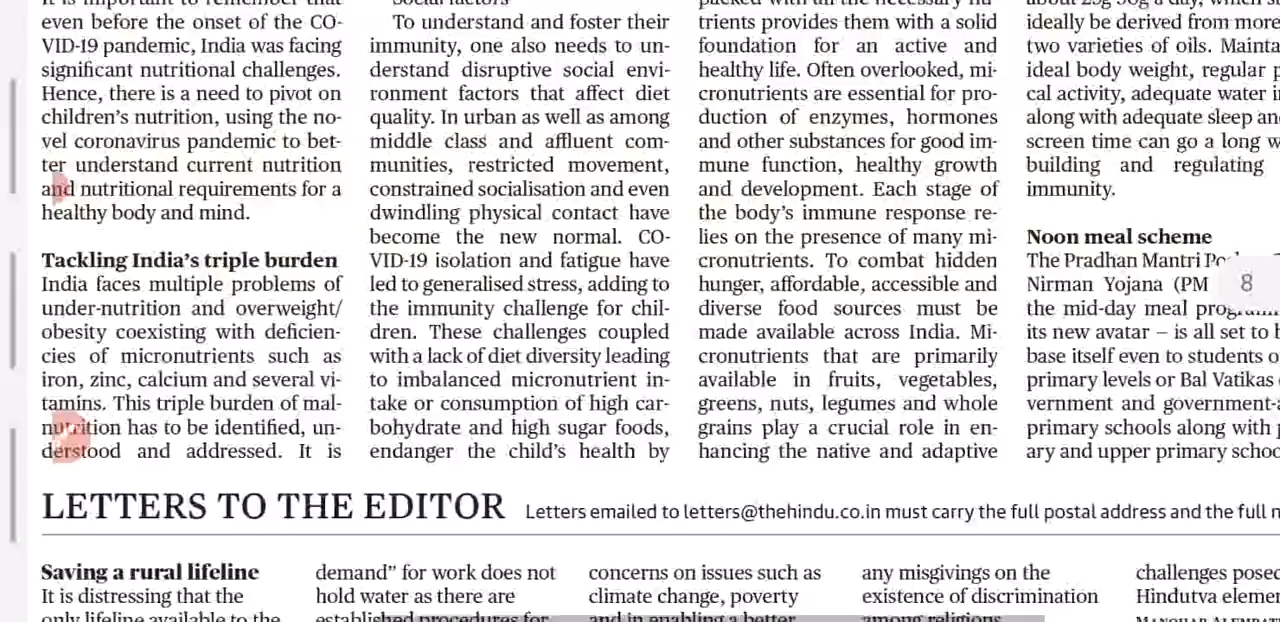 even before the onset of the CO-
VID-19 pandemic, India was facing
significant nutritional challenges.
Hence, there is a need to pivot on
children's nutrition, using the no-
vel coronavirus pandemic to bet-
ter understand current nutrition
and nutritional requirements for a
healthy body and mind.
Tackling India's triple burden
India faces multiple problems of
under-nutrition and overweight/
obesity coexisting with deficien-
cies of micronutrients such as
iron, zinc, calcium and several vi-
tamins. This triple burden of mal-
nutrition has to be identified, un-
derstood and addressed. It is
To understand and foster their
immunity, one also needs to un-
derstand disruptive social envi-
ronment factors that affect diet
quality. In urban as well as among
middle class and affluent com-
munities, restricted movement,
constrained socialisation and even
dwindling physical contact have
become the new normal. CO-
VID-19 isolation and fatigue have
led to generalised stress, adding to
the immunity challenge for chil-
dren. These challenges coupled
with a lack of diet diversity leading
to imbalanced micronutrient in-
take or consumption of high car-
bohydrate and high sugar foods,
endanger the child's health by
trients provides them with a solid
foundation for an active and
healthy life. Often overlooked, mi-
cronutrients are essential for pro-
duction of enzymes, hormones
and other substances for good im-
mune function, healthy growth
and development. Each stage of
the body's immune response re-
lies on the presence of many mi-
cronutrients. To combat hidden
hunger, affordable, accessible and
diverse food sources must be
made available across India. Mi-
cronutrients that are primarily
available in fruits, vegetables,
greens, nuts, legumes and whole
grains play a crucial role in en-
hancing the native and adaptive
ideally be derived from more
two varieties of oils. Mainta
ideal body weight, regular p
cal activity, adequate water i
along with adequate sleep an
screen time can go a long w
building and regulating
immunity.
Noon meal scheme
The Pradhan Mantri
Nirman Yojana (PM
8
the mid-day meal
its new avatar – is all set to
base itself even to students o
primary levels or Bal Vatikas
vernment and government-a
primary schools along with p
ary and upper primary schoo
LETTERS TO THE EDITOR
Letters emailed to letters@thehindu.co.in must carry the full postal address and the full n
Saving a rural lifeline
It is distressing that the
only lifeline available to the
demand” for work does not
hold water as there are
established procedures for
concerns on issues such as
climate change, poverty
and in enabling a better
any misgivings on the
existence of discrimination
among religions
challenges posed
Hindutva elemen